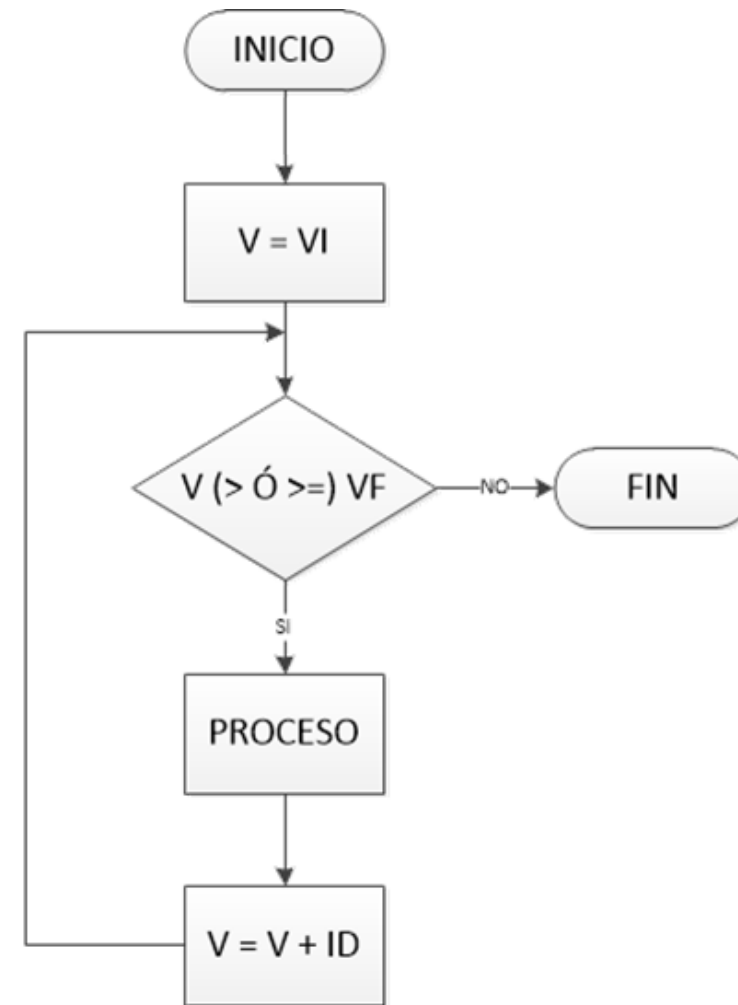 INICIO
V = VI
V (> Ó >=) VF
NO
FIN
SI
PROCESO
V = V + ID